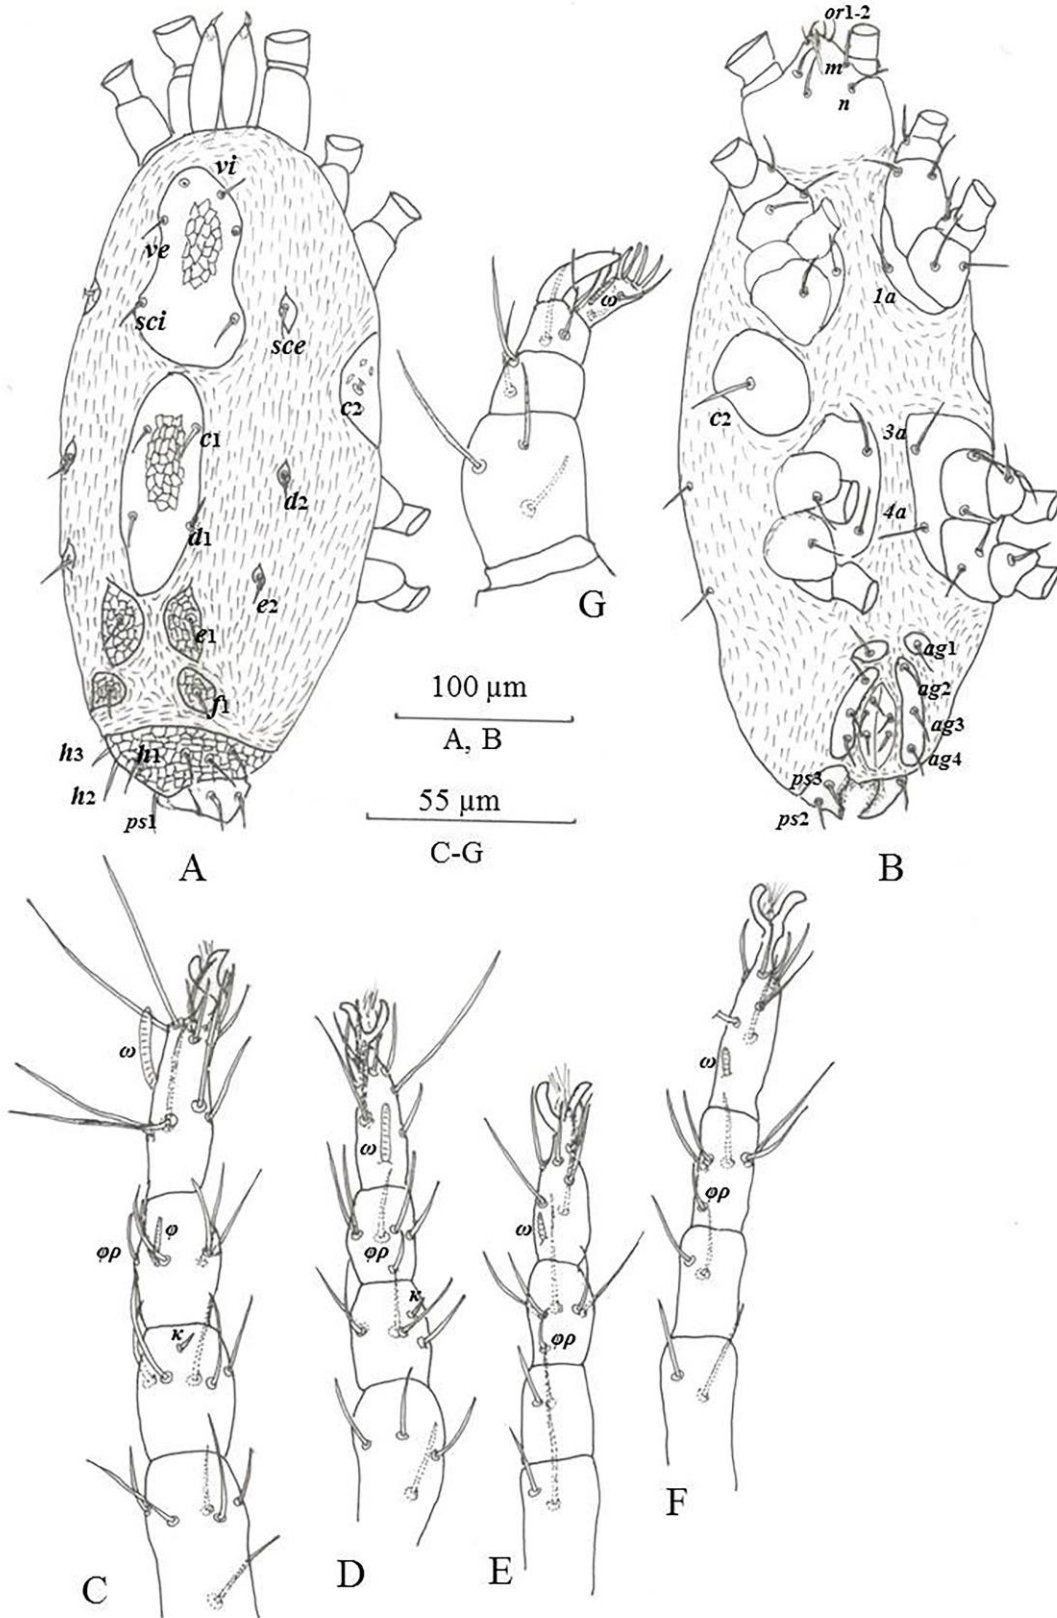 vi
ve
sci
sce
c2
c1
d2
d1
e2
e1
f1
h3
h1
h2
ps1
A
or1-2
m
n
1a
c2
3a
4a
ag1
ag2
ag3
ag4
ps3
ps2
B
ω
G
100 μm
A, B
55 μm
C-G
ω
φρ
φ
κ
C
ω
φρ
κ
D
ω
φρ
E
ω
φρ
F